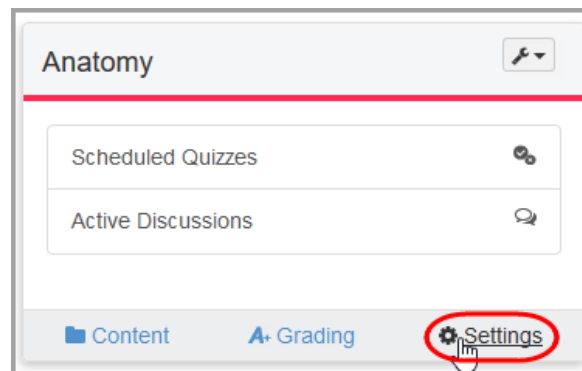 Anatomy
Scheduled Quizzes
Active Discussions
Content A+ Grading Settings